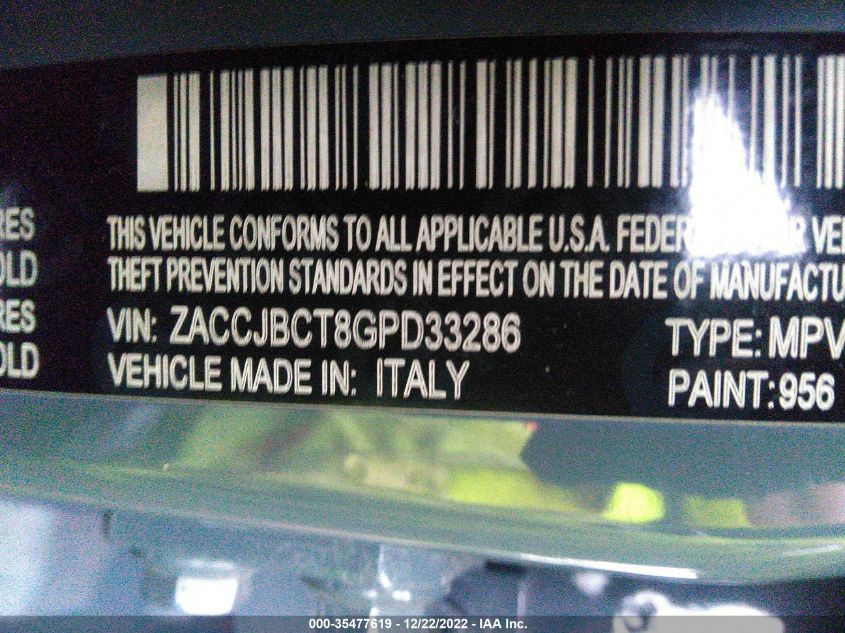 RES
OLD
RES
OLD
THIS VEHICLE CONFORMS TO ALL APPLICABLE U.S.A. FEDER R VE
THEFT PREVENTION STANDARDS IN EFFECT ON THE DATE OF MANUFACTU
VIN: ZACCJBCT8GPD33286
TYPE: MPV
VEHICLE MADE IN: ITALY
PAINT: 956
000-35477619 - 12/22/2022 - IAA Inc.